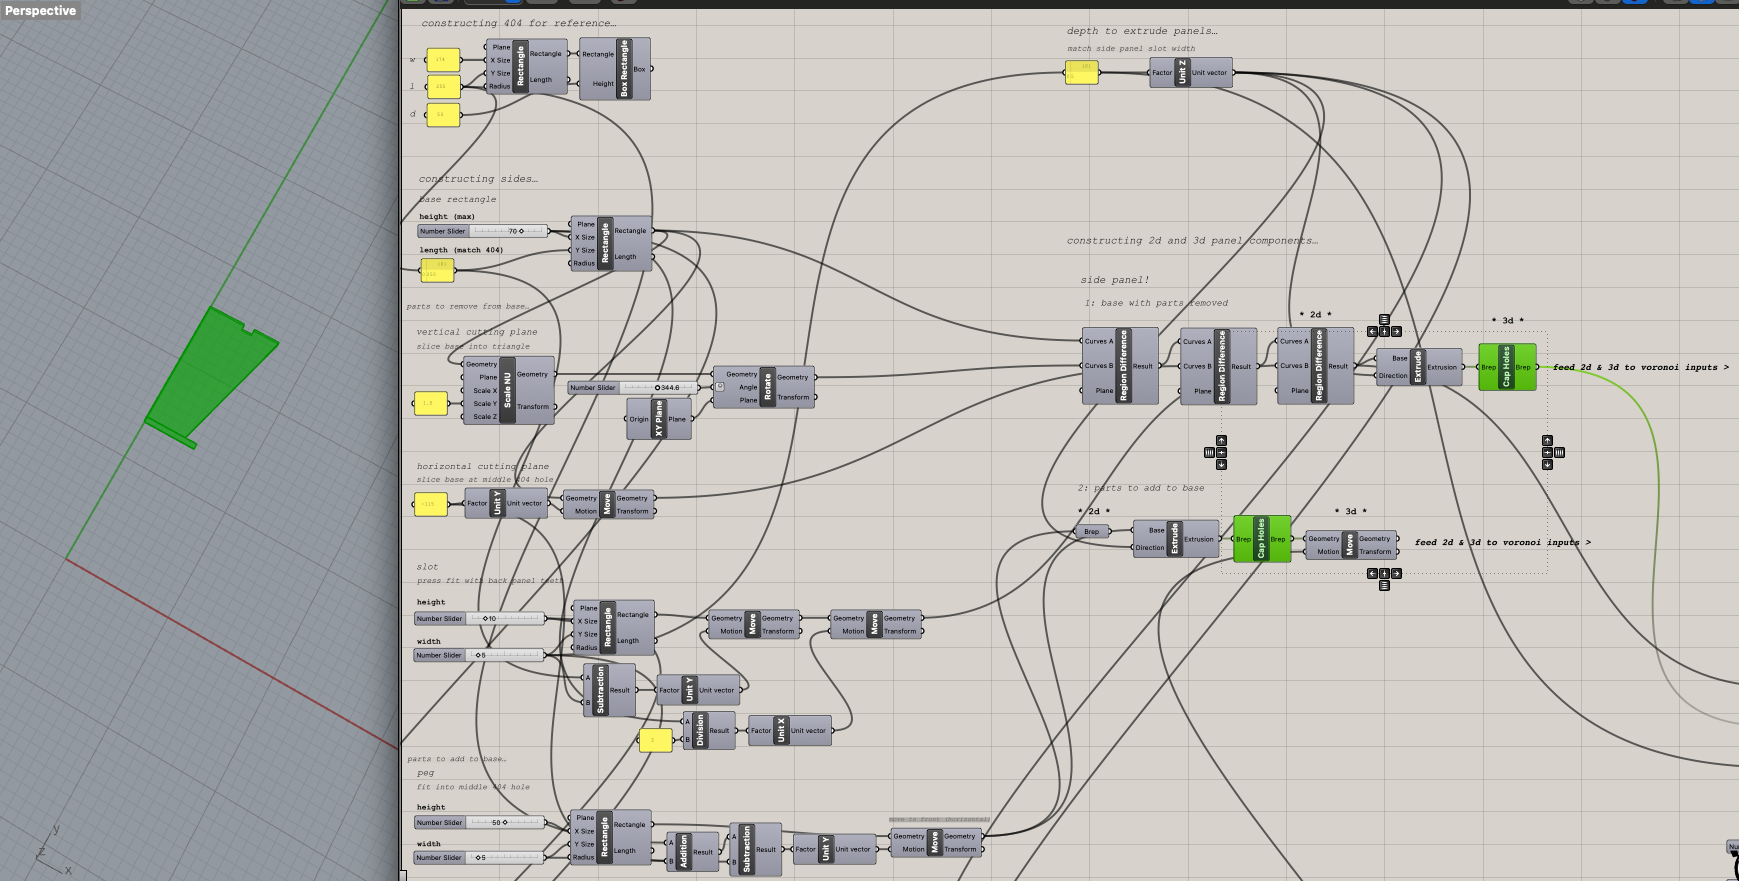 Perspective
constructing 404 for reference…
w
174
Plane
X Size
Y Size
Radius
Rectangle
Rectangle
Length
Rectangle
Height
Box Rectangle
Box
l
d
depth to extrude panels…
match side panel slot width
Factor
Unit Z
Unit vector
constructing sides…
base rectangle
height (max)
Number Slider
70
length (match 404)
Plane
X Size
Y Size
Radius
Rectangle
Rectangle
Length
parts to remove from base…
vertical cutting plane
slice base into triangle
1.5
Geometry
Plane
Scale X
Scale Y
Scale Z
Scale NU
Geometry
Transform
Number Slider
344.6
Origin
XY Plane
Plane
Geometry
Angle
Plane
Rotate
Geometry
Transform
horizontal cutting plane
slice base at middle 404 hole
Factor
Unit Y
Unit vector
Geometry
Motion
Move
Geometry
Transform
slot
press fit with back panel teeth
height
Number Slider
10
width
Number Slider
5
Plane
X Size
Y Size
Radius
Rectangle
Rectangle
Length
Geometry
Motion
Move
Geometry
Transform
Geometry
Motion
Move
Geometry
Transform
A
B
Subtraction
Result
Factor
Unit Y
Unit vector
2
A
B
Division
Result
Factor
Unit X
Unit vector
parts to add to base…
peg
fit into middle 404 hole
height
Number Slider
50
width
Number Slider
5
Plane
X Size
Y Size
Radius
Rectangle
Rectangle
Length
A
B
Addition
Result
A
B
Subtraction
Result
Factor
Unit Y
Unit vector
move to front (horizontal)
Geometry
Motion
Move
Geometry
Transform
constructing 2d and 3d panel components…
side panel!
1: base with parts removed
Curves A
Curves B
Plane
Region Difference
Result
Curves A
Curves B
Plane
Region Difference
Result
* 2d *
Curves A
Curves B
Plane
Region Difference
Result
Base
Direction
Extrude
Extrusion
* 3d *
Brep
Cap Holes
Brep
feed 2d & 3d to voronoi inputs >
2: parts to add to base
* 2d *
Brep
Base
Direction
Extrude
Extrusion
Brep
Cap Holes
Brep
* 3d *
Geometry
Motion
Move
Geometry
Transform
feed 2d & 3d to voronoi inputs >
y
z
x